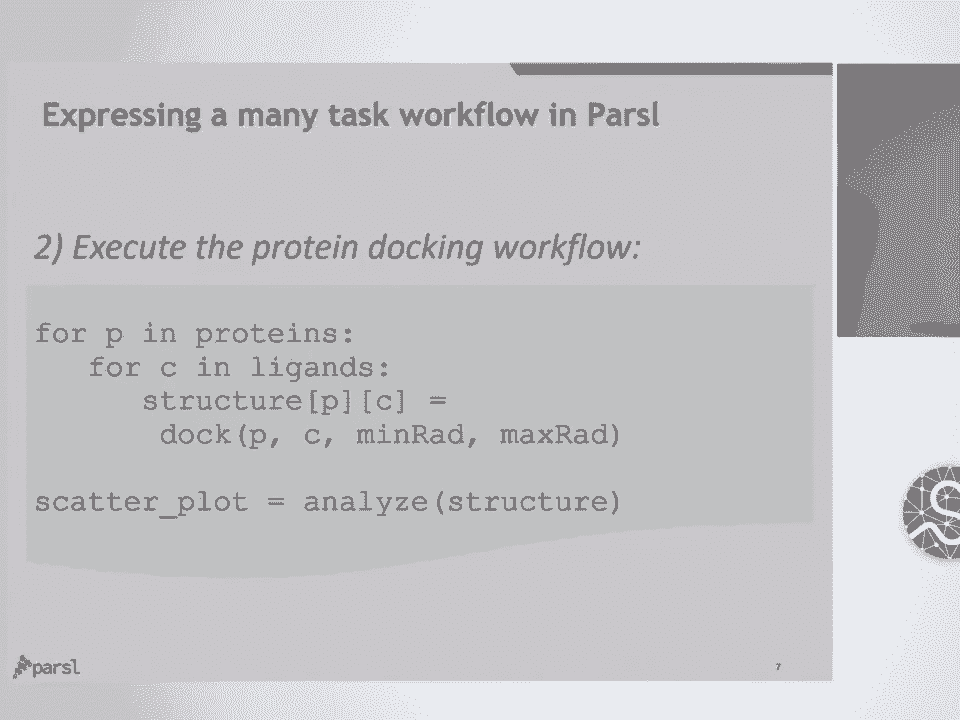 Expressing a many task workflow in Parsl
2) Execute the protein docking workflow:
for p in proteins:
   for c in ligands:
      structure[p][c] =
       dock(p, c, minRad, maxRad)
scatter_plot = analyze(structure)
parsl
7